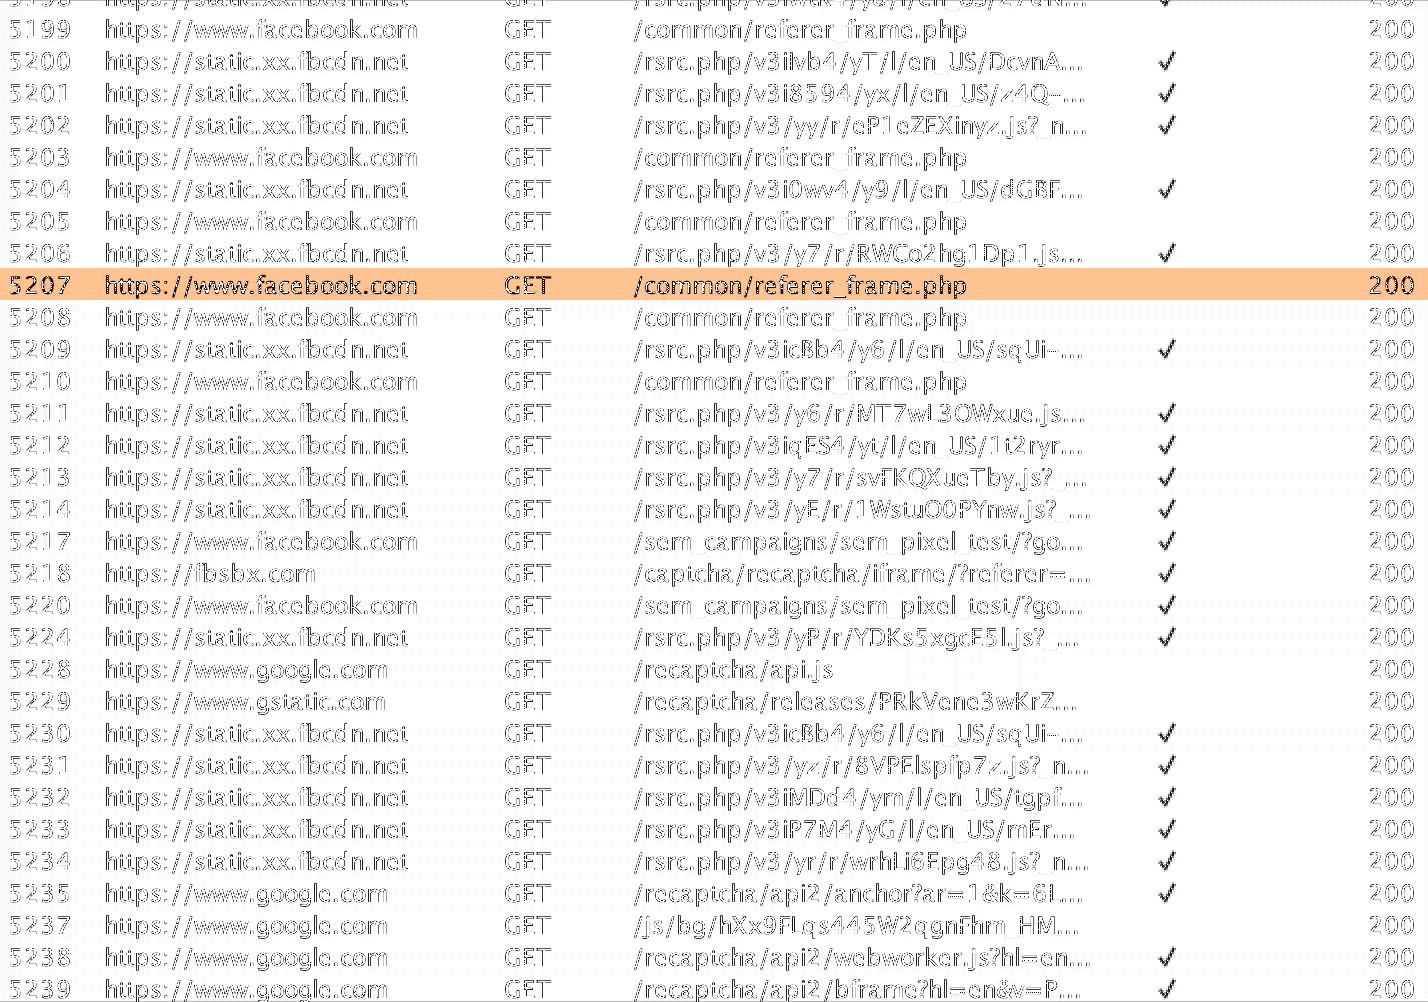 5199 https://www.facebook.com GET /common/referer_frame.php 200
5200 https://static.xx.fbcdn.net GET /rsrc.php/v3iIvb4/yT/l/en_US/DcvnA... ✓ 200
5201 https://static.xx.fbcdn.net GET /rsrc.php/v3i8594/yx/l/en_US/z4Q-... ✓ 200
5202 https://static.xx.fbcdn.net GET /rsrc.php/v3/yy/r/eP1eZEXinyz.js?_n... ✓ 200
5203 https://www.facebook.com GET /common/referer_frame.php 200
5204 https://static.xx.fbcdn.net GET /rsrc.php/v3i0wv4/y9/l/en_US/dGBF... ✓ 200
5205 https://www.facebook.com GET /common/referer_frame.php 200
5206 https://static.xx.fbcdn.net GET /rsrc.php/v3/y7/r/RWCo2hg1Dp1.js... ✓ 200
5207 https://www.facebook.com GET /common/referer_frame.php 200
5208 https://www.facebook.com GET /common/referer_frame.php 200
5209 https://static.xx.fbcdn.net GET /rsrc.php/v3icBb4/y6/l/en_US/sqUi-... ✓ 200
5210 https://www.facebook.com GET /common/referer_frame.php 200
5211 https://static.xx.fbcdn.net GET /rsrc.php/v3/y6/r/MT7wL3OWxue.js... ✓ 200
5212 https://static.xx.fbcdn.net GET /rsrc.php/v3iqES4/yt/l/en_US/1t2ryr... ✓ 200
5213 https://static.xx.fbcdn.net GET /rsrc.php/v3/y7/r/svFKQXueTby.js?_... ✓ 200
5214 https://static.xx.fbcdn.net GET /rsrc.php/v3/yE/r/1WstuO0PYnw.js?_... ✓ 200
5217 https://www.facebook.com GET /sem_campaigns/sem_pixel_test/?go... ✓ 200
5218 https://fbsbx.com GET /captcha/recaptcha/iframe/?referer=... ✓ 200
5220 https://www.facebook.com GET /sem_campaigns/sem_pixel_test/?go... ✓ 200
5224 https://static.xx.fbcdn.net GET /rsrc.php/v3/yP/r/YDKs5xgcE5I.js?_... ✓ 200
5228 https://www.google.com GET /recaptcha/api.js 200
5229 https://www.gstatic.com GET /recaptcha/releases/PRkVene3wKrZ... 200
5230 https://static.xx.fbcdn.net GET /rsrc.php/v3icBb4/y6/l/en_US/sqUi-... ✓ 200
5231 https://static.xx.fbcdn.net GET /rsrc.php/v3/yz/r/8VPElspfp7z.js?_n... ✓ 200
5232 https://static.xx.fbcdn.net GET /rsrc.php/v3iMDd4/ym/l/en_US/tgpf... ✓ 200
5233 https://static.xx.fbcdn.net GET /rsrc.php/v3iP7M4/yG/l/en_US/mEr... ✓ 200
5234 https://static.xx.fbcdn.net GET /rsrc.php/v3/yr/r/wrhLi6Epg48.js?_n... ✓ 200
5235 https://www.google.com GET /recaptcha/api2/anchor?ar=1&k=6L... ✓ 200
5237 https://www.google.com GET /js/bg/hXx9FLqs445W2qgnFhm_HM... 200
5238 https://www.google.com GET /recaptcha/api2/webworker.js?hl=en... ✓ 200
5239 https://www.google.com GET /recaptcha/api2/bframe?hl=en&v=P... ✓ 200